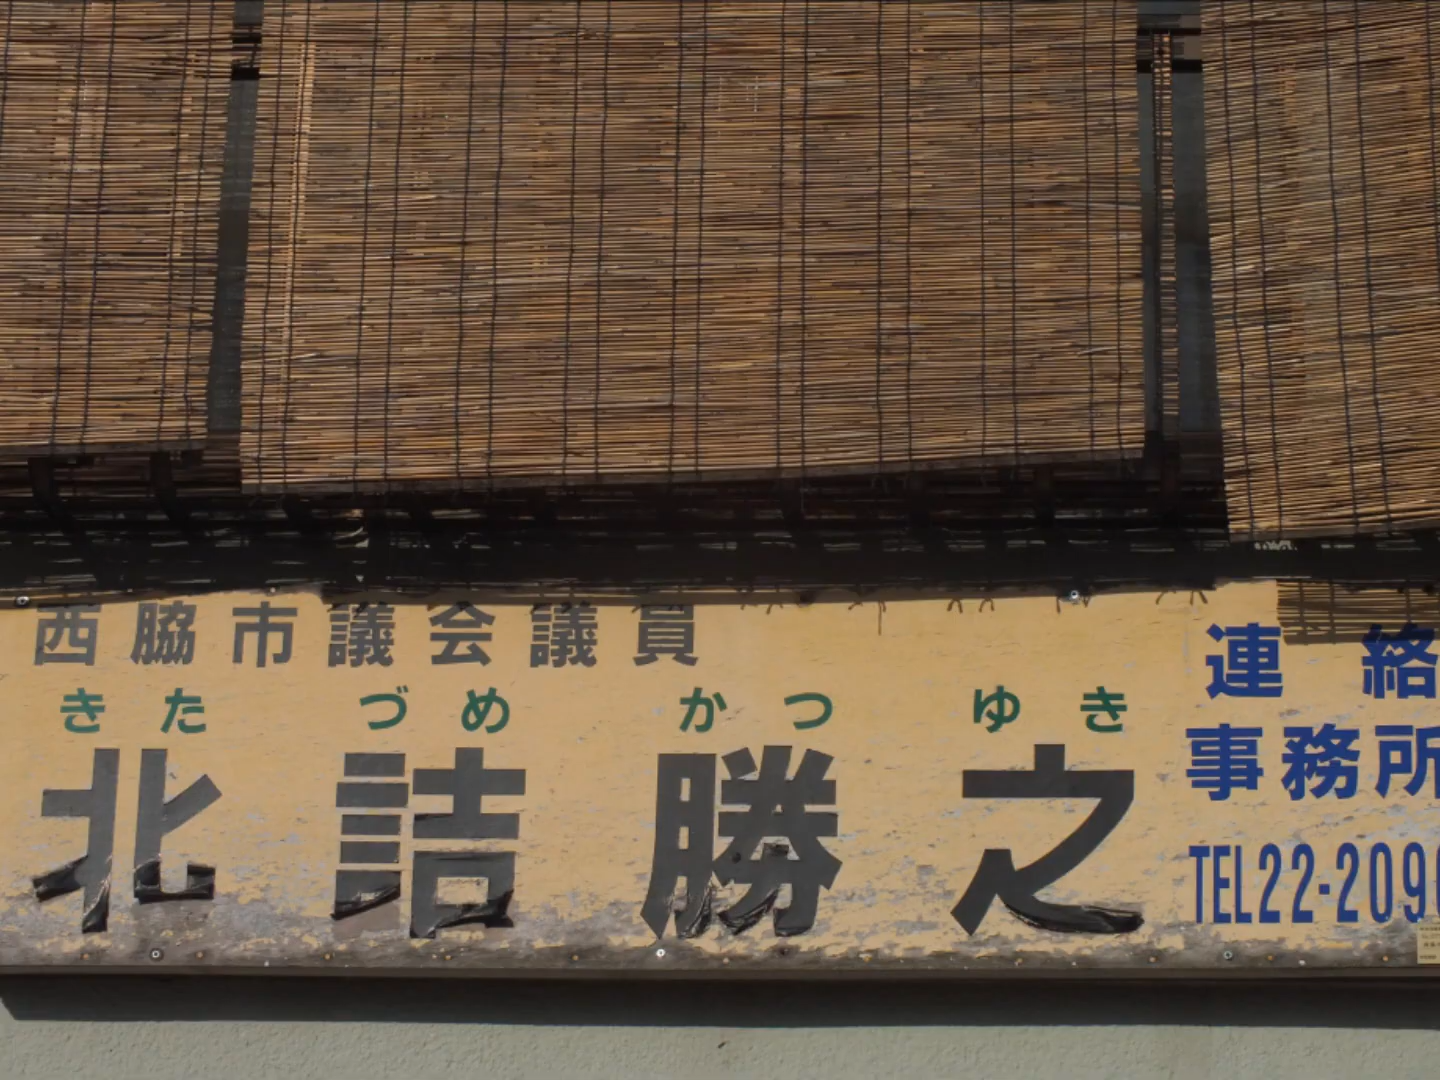 西脇市議会議員
きたづめかつゆき
北詰勝之
連絡
事務所
TEL22-2090